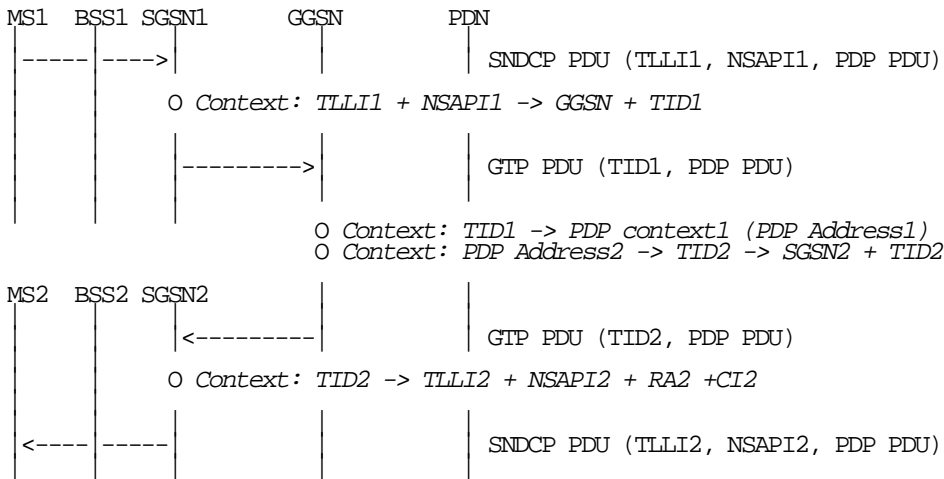 MS1 BSS1 SGSN1 GGSN PDN
SNDCP PDU (TLLI1, NSAPI1, PDP PDU)
O Context: TLLI1 + NSAPI1 -> GGSN + TID1
GTP PDU (TID1, PDP PDU)
O Context: TID1 -> PDP context1 (PDP Address1)
O Context: PDP Address2 -> TID2 -> SGSN2 + TID2
MS2 BSS2 SGSN2
GTP PDU (TID2, PDP PDU)
O Context: TID2 -> TLLI2 + NSAPI2 + RA2 +CI2
SNDCP PDU (TLLI2, NSAPI2, PDP PDU)